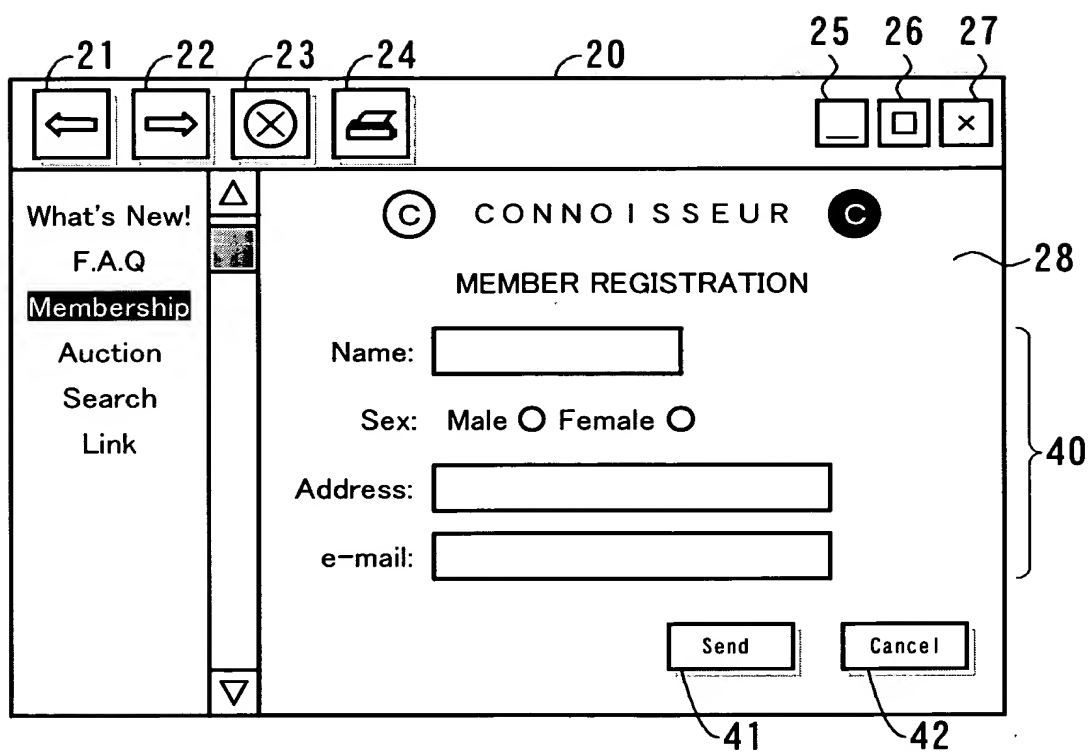 21 22 23 24 20 25 26 27
×
What's New!
F.A.Q
Membership
Auction
Search
Link
C CONNOISSEUR C
28
MEMBER REGISTRATION
Name:
Sex: Male Female
40
Address:
e-mail:
Send Cancel
41 42